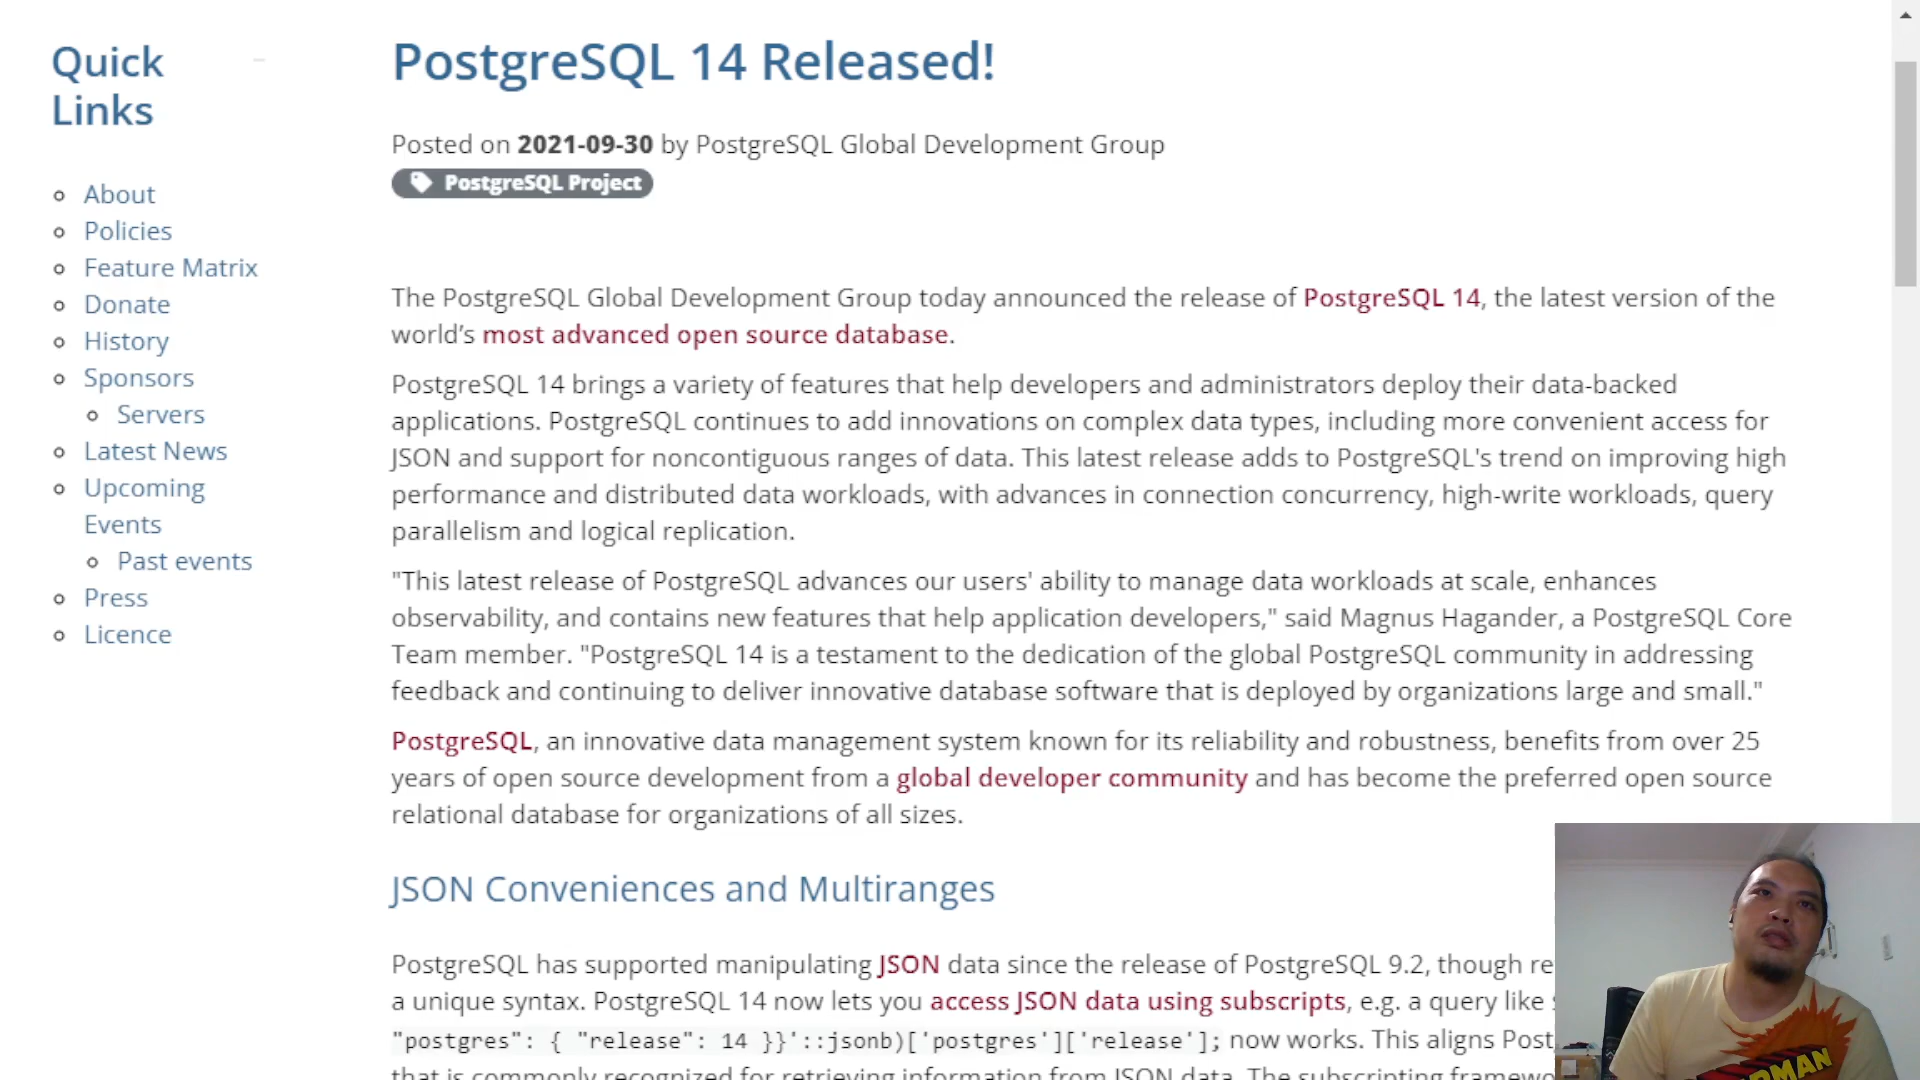 Quick
Links
About
Policies
Feature Matrix
Donate
History
Sponsors
Servers
Latest News
Upcoming
Events
Past events
Press
Licence
PostgreSQL 14 Released!
Posted on 2021-09-30 by PostgreSQL Global Development Group
PostgreSQL Project
The PostgreSQL Global Development Group today announced the release of PostgreSQL 14, the latest version of the
world’s most advanced open source database.
PostgreSQL 14 brings a variety of features that help developers and administrators deploy their data-backed
applications. PostgreSQL continues to add innovations on complex data types, including more convenient access for
JSON and support for noncontiguous ranges of data. This latest release adds to PostgreSQL's trend on improving high
performance and distributed data workloads, with advances in connection concurrency, high-write workloads, query
parallelism and logical replication.
"This latest release of PostgreSQL advances our users' ability to manage data workloads at scale, enhances
observability, and contains new features that help application developers," said Magnus Hagander, a PostgreSQL Core
Team member. "PostgreSQL 14 is a testament to the dedication of the global PostgreSQL community in addressing
feedback and continuing to deliver innovative database software that is deployed by organizations large and small."
PostgreSQL, an innovative data management system known for its reliability and robustness, benefits from over 25
years of open source development from a global developer community and has become the preferred open source
relational database for organizations of all sizes.
JSON Conveniences and Multiranges
PostgreSQL has supported manipulating JSON data since the release of PostgreSQL 9.2, though re
a unique syntax. PostgreSQL 14 now lets you access JSON data using subscripts, e.g. a query like
"postgres": { "release": 14 }}'::jsonb)['postgres']['release']; now works. This aligns Post
that is commonly recognized for retrieving information from JSON data. The subscripting framewo